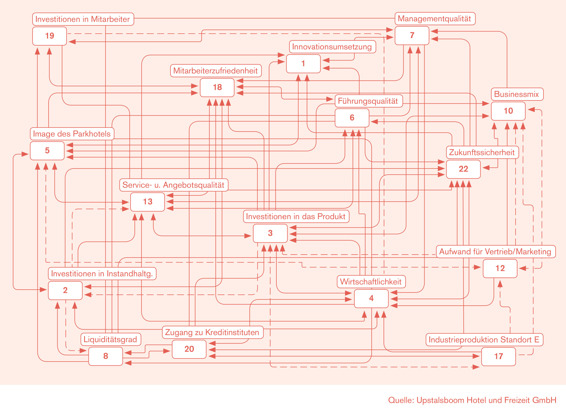 Investitionen in Mitarbeiter
19
Managementqualität
7
Innovationsumsetzung
1
Mitarbeiterzufriedenheit
18
Führungsqualität
6
Businessmix
10
Image des Parkhotels
5
Zukunftssicherheit
22
Service- u. Angebotsqualität
13
Investitionen in das Produkt
3
Aufwand für Vertrieb/Marketing
12
Investitionen in Instandhaltg.
2
Wirtschaftlichkeit
4
Liquiditätsgrad
8
Zugang zu Kreditinstituten
20
Industrieproduktion Standort E
17
Quelle: Upstalsboom Hotel und Freizeit GmbH